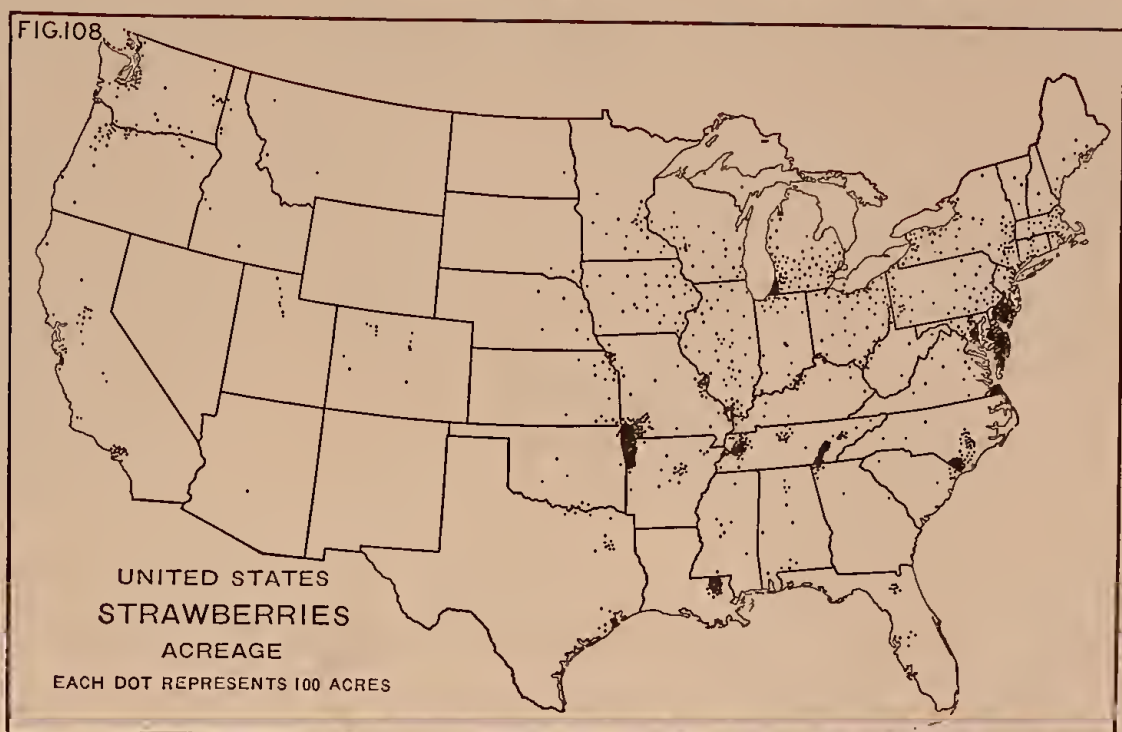 FIG.108
UNITED STATES
STRAWBERRIES
ACREAGE
EACH DOT REPRESENTS 100 ACRES